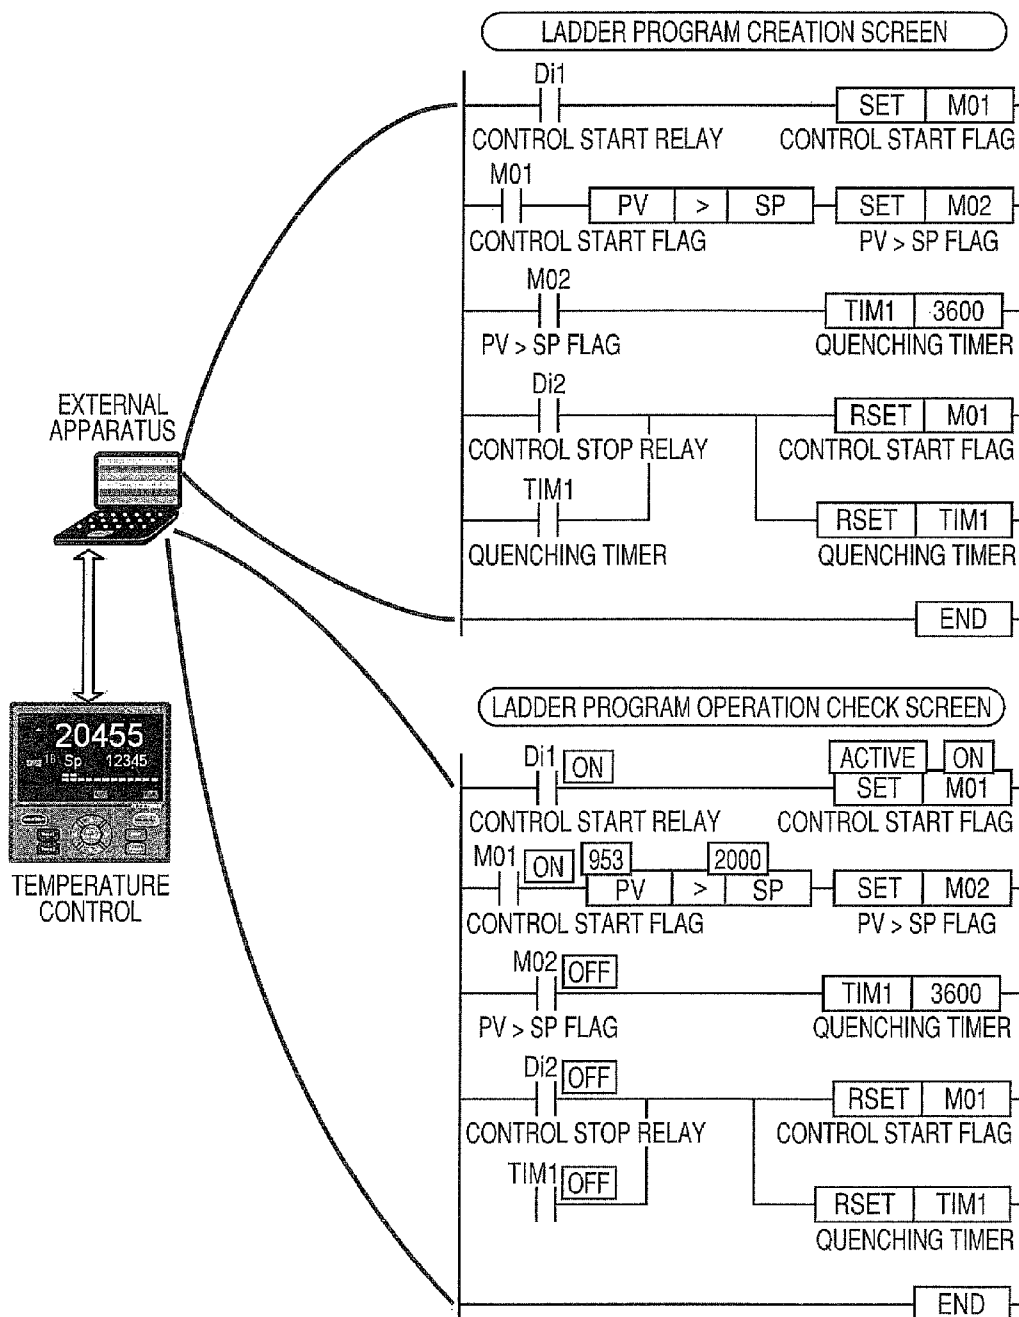 LADDER PROGRAM CREATION SCREEN
Di1
SET M01
CONTROL START RELAY CONTROL START FLAG
M01
PV > SP SET M02
CONTROL START FLAG PV > SP FLAG
M02
TIM1 3600
PV > SP FLAG QUENCHING TIMER
Di2
RSET M01
CONTROL STOP RELAY CONTROL START FLAG
TIM1
RSET TIM1
QUENCHING TIMER QUENCHING TIMER
END
EXTERNAL
APPARATUS
20455
16 Sp 12345
TEMPERATURE
CONTROL
LADDER PROGRAM OPERATION CHECK SCREEN
Di1 ON ACTIVE ON
SET M01
CONTROL START RELAY CONTROL START FLAG
M01 ON 953 2000
PV > SP SET M02
CONTROL START FLAG PV > SP FLAG
M02 OFF
TIM1 3600
PV > SP FLAG QUENCHING TIMER
Di2 OFF
RSET M01
CONTROL STOP RELAY CONTROL START FLAG
TIM1 OFF
RSET TIM1
QUENCHING TIMER
END